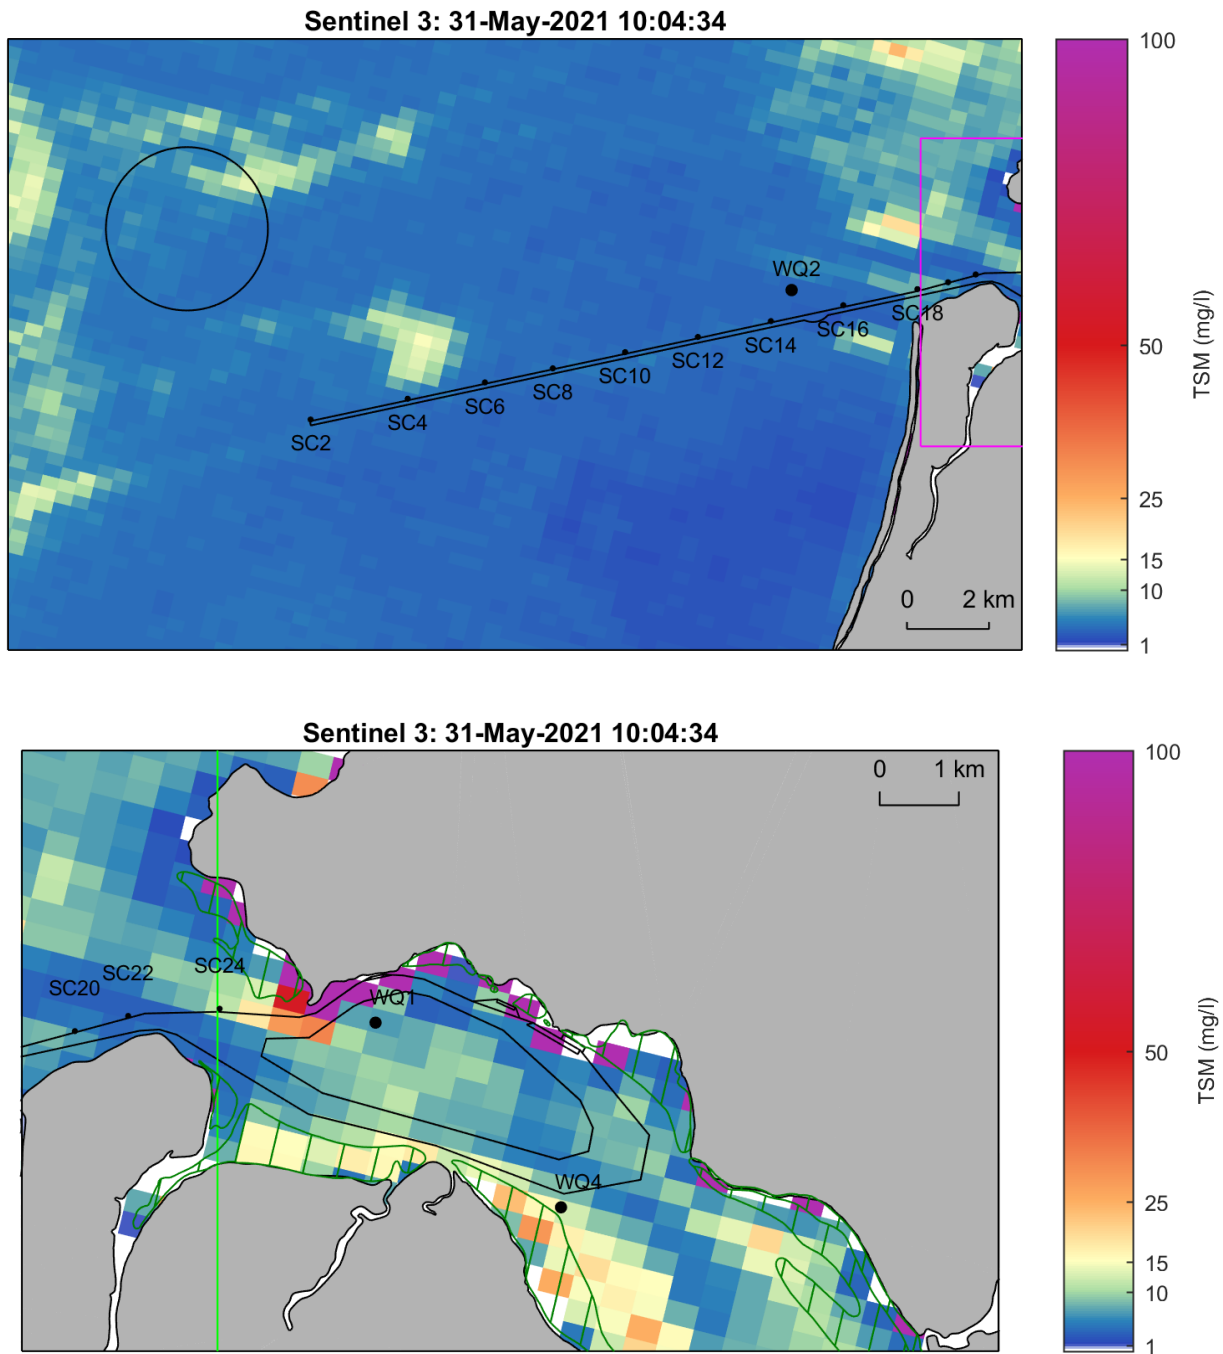 Sentinel 3: 31-May-2021 10:04:34
100
50
25
15
10
1
TSM (mg/l)
WQ2
SC18
SC16
SC14
SC12
SC10
SC8
SC6
SC4
SC2
0 2 km
Sentinel 3: 31-May-2021 10:04:34
0 1 km
100
50
25
15
10
1
TSM (mg/l)
SC24
SC22
SC20
WQ1
WQ4